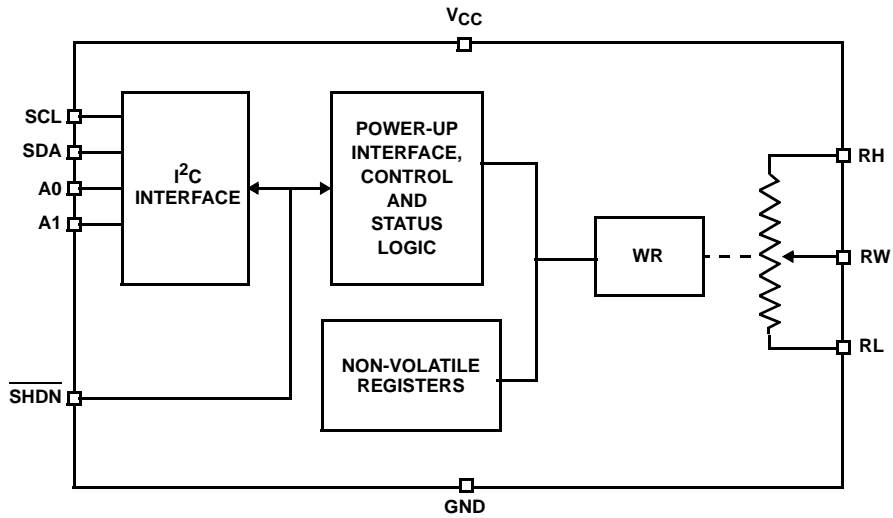 VCC
SCL
SDA
A0
A1
I2C
INTERFACE
POWER-UP
INTERFACE,
CONTROL
AND
STATUS
LOGIC
RH
WR
RW
RL
NON-VOLATILE
REGISTERS
SHDN
GND